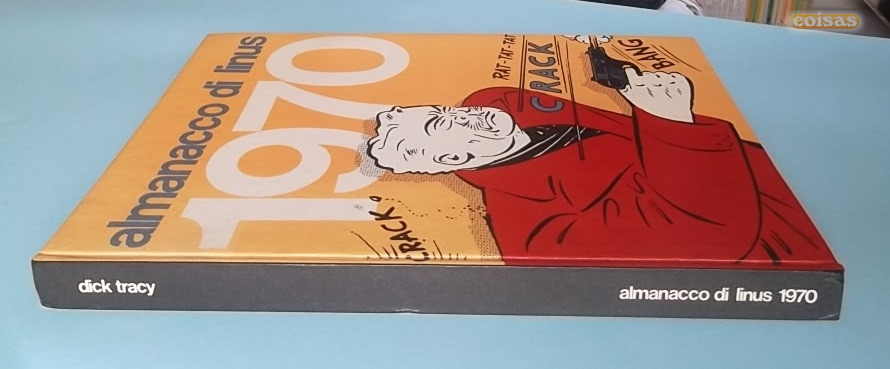 coisas
almanacco di linus
1970
RAT-TAT-TAT
CRACK
BANG
CRACK
dick tracy
almanacco di linus 1970